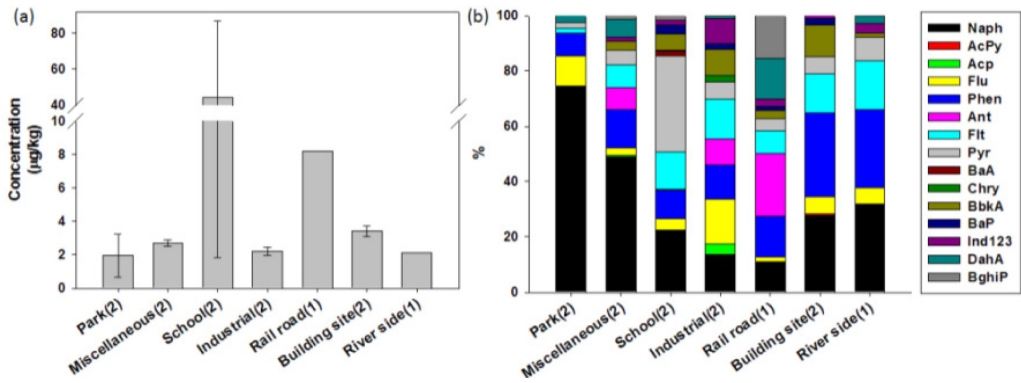 (a)
80
60
40
10
8
6
4
2
0
Concentration
(µg/kg)
Park(2)
Miscellaneous(2)
School(2)
Industrial(2)
Rail road(1)
Building site(2)
River side(1)
(b)
100
80
60
40
20
0
%
Park(2)
Miscellaneous(2)
School(2)
Industrial(2)
Rail road(1)
Building site(2)
River side(1)
Naph
AcPy
Acp
Flu
Phen
Ant
Flt
Pyr
BaA
Chry
BbkA
BaP
Ind123
DahA
BghiP